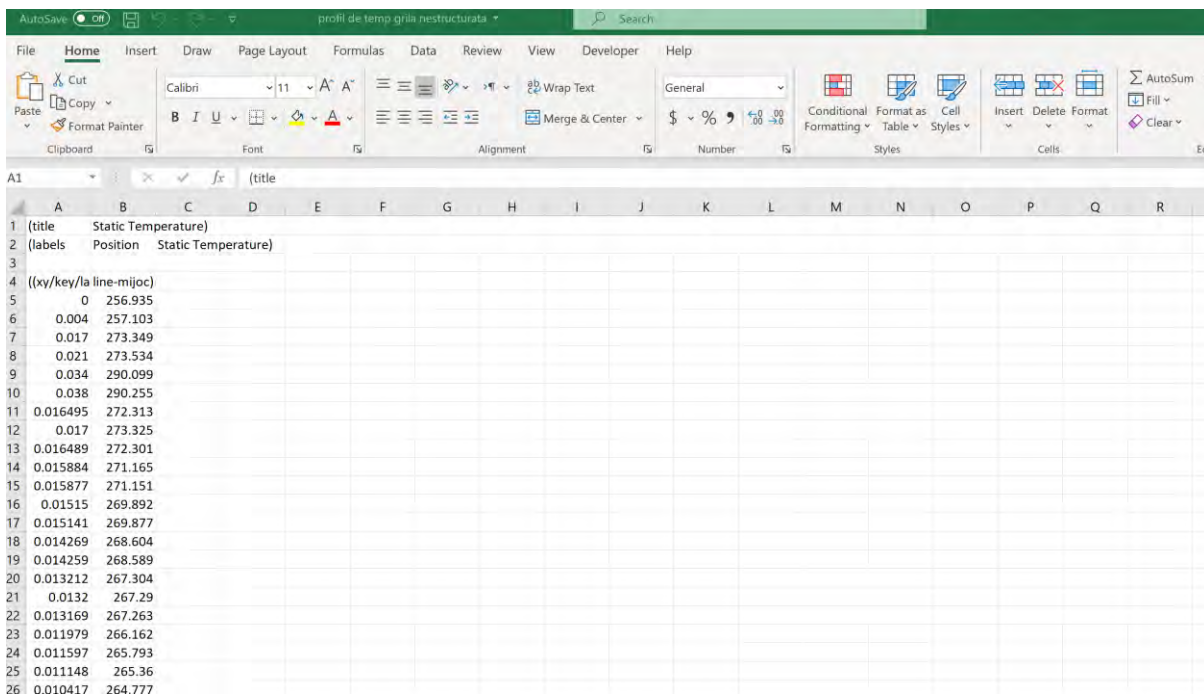 AutoSave Off profil de temp grila nestructurata Search
File Home Insert Draw Page Layout Formulas Data Review View Developer Help
Paste
Cut
Copy
Format Painter
Clipboard
Calibri 11 A^ A˅
B I U A
Font
Wrap Text
Merge & Center
Alignment
General
$ % 9 .00 .00
Number
Conditional Formatting
Format as Table
Cell Styles
Styles
Insert Delete Format
Cells
AutoSum
Fill
Clear
A1 fx (title
A B C D E F G H I J K L M N O P Q R
1 (title Static Temperature)
2 (labels Position Static Temperature)
3
4 ((xy/key/la line-mijoc)
5 0 256.935
6 0.004 257.103
7 0.017 273.349
8 0.021 273.534
9 0.034 290.099
10 0.038 290.255
11 0.016495 272.313
12 0.017 273.325
13 0.016489 272.301
14 0.015884 271.165
15 0.015877 271.151
16 0.01515 269.892
17 0.015141 269.877
18 0.014269 268.604
19 0.014259 268.589
20 0.013212 267.304
21 0.0132 267.29
22 0.013169 267.263
23 0.011979 266.162
24 0.011597 265.793
25 0.011148 265.36
26 0.010417 264.777